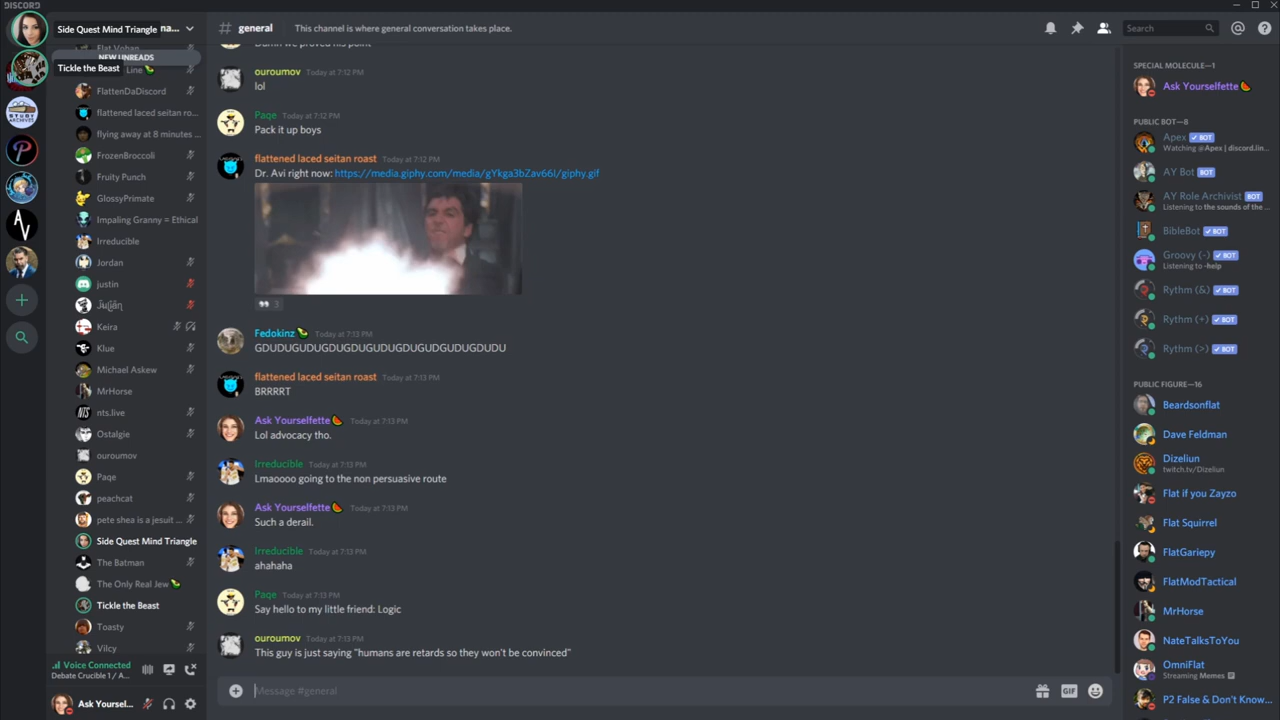 DISCORD
Side Quest Mind Triangle
Tickle the Beast
NEW UNREADS
Line
FlattenDaDiscord
flattened laced seitan ro...
flying away at 8 minutes ...
FrozenBroccoli
Fruity Punch
GlossyPrimate
Impaling Granny = Ethical
Irreducible
Jordan
justin
Keira
Klue
Michael Askew
MrHorse
nts.live
Ostalgie
ouroumov
Paqe
peachcat
pete shea is a jesuit ...
Side Quest Mind Triangle
The Batman
The Only Real Jew
Tickle the Beast
Toasty
Vilcy
Voice Connected
Debate Crucible 1 / A...
Ask Yoursel...
# general
This channel is where general conversation takes place.
Search
Damn we proved his point
ouroumov Today at 7:12 PM
lol
Paqe Today at 7:12 PM
Pack it up boys
flattened laced seitan roast Today at 7:12 PM
Dr. Avi right now: https://media.giphy.com/media/gYkga3bZav66I/giphy.gif
3
Fedokinz Today at 7:13 PM
GDUDUGUDUGDUGDUGUDUGDUGUDGUDUGDUDU
flattened laced seitan roast Today at 7:13 PM
BRRRRT
Ask Yourselfette Today at 7:13 PM
Lol advocacy tho.
Irreducible Today at 7:13 PM
Lmaoooo going to the non persuasive route
Ask Yourselfette Today at 7:13 PM
Such a derail.
Irreducible Today at 7:13 PM
ahahaha
Paqe Today at 7:13 PM
Say hello to my little friend: Logic
ouroumov Today at 7:13 PM
This guy is just saying "humans are retards so they won't be convinced"
Message #general
GIF
SPECIAL MOLECULE—1
Ask Yourselfette
PUBLIC BOT—8
Apex BOT
Watching @Apex | discord.lin...
AY Bot BOT
AY Role Archivist BOT
Listening to the sounds of the ...
BibleBot BOT
Groovy (-) BOT
Listening to -help
Rythm (&) BOT
Rythm (+) BOT
Rythm (>) BOT
PUBLIC FIGURE—16
Beardsonflat
Dave Feldman
Dizeliun
twitch.tv/Dizeliun
Flat if you Zayzo
Flat Squirrel
FlatGariepy
FlatModTactical
MrHorse
NateTalksToYou
OmniFlat
Streaming Memes
P2 False & Don't Know...